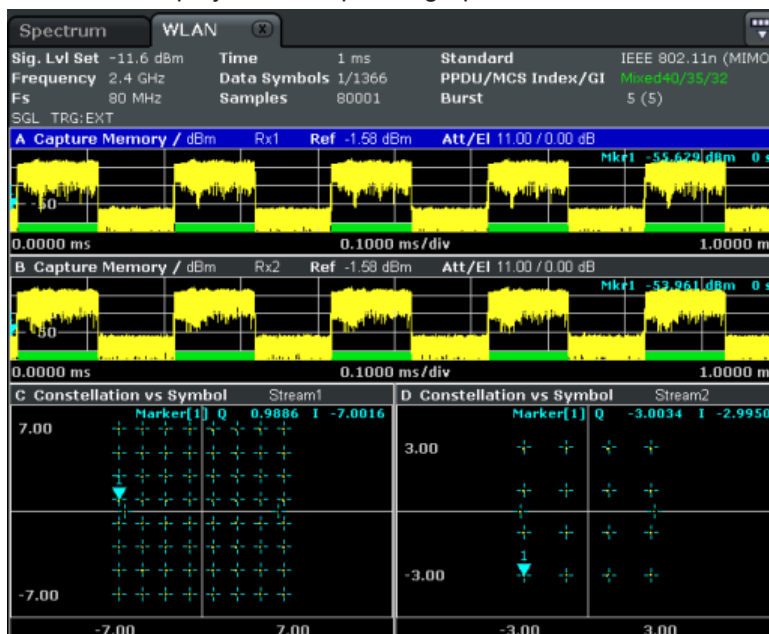 Spectrum WLAN X
Sig. Lvl Set -11.6 dBm Time 1 ms Standard IEEE 802.11n (MIMO
Frequency 2.4 GHz Data Symbols 1/1366 PPDU/MCS Index/GI Mixed40/35/32
Fs 80 MHz Samples 80001 Burst 5 (5)
SGL TRG:EXT
A Capture Memory / dBm Rx1 Ref -1.58 dBm Att/El 11.00 / 0.00 dB
Mkr1 -55.629 dBm 0 s
-50
0.0000 ms 0.1000 ms/div 1.0000 m
B Capture Memory / dBm Rx2 Ref -1.58 dBm Att/El 11.00 / 0.00 dB
Mkr1 -53.961 dBm 0 s
-50
0.0000 ms 0.1000 ms/div 1.0000 m
C Constellation vs Symbol Stream1
Marker[1] Q 0.9886 I -7.0016
7.00
1
-7.00
-7.00 7.00
D Constellation vs Symbol Stream2
Marker[1] Q -3.0034 I -2.9950
3.00
1
-3.00
-3.00 3.00